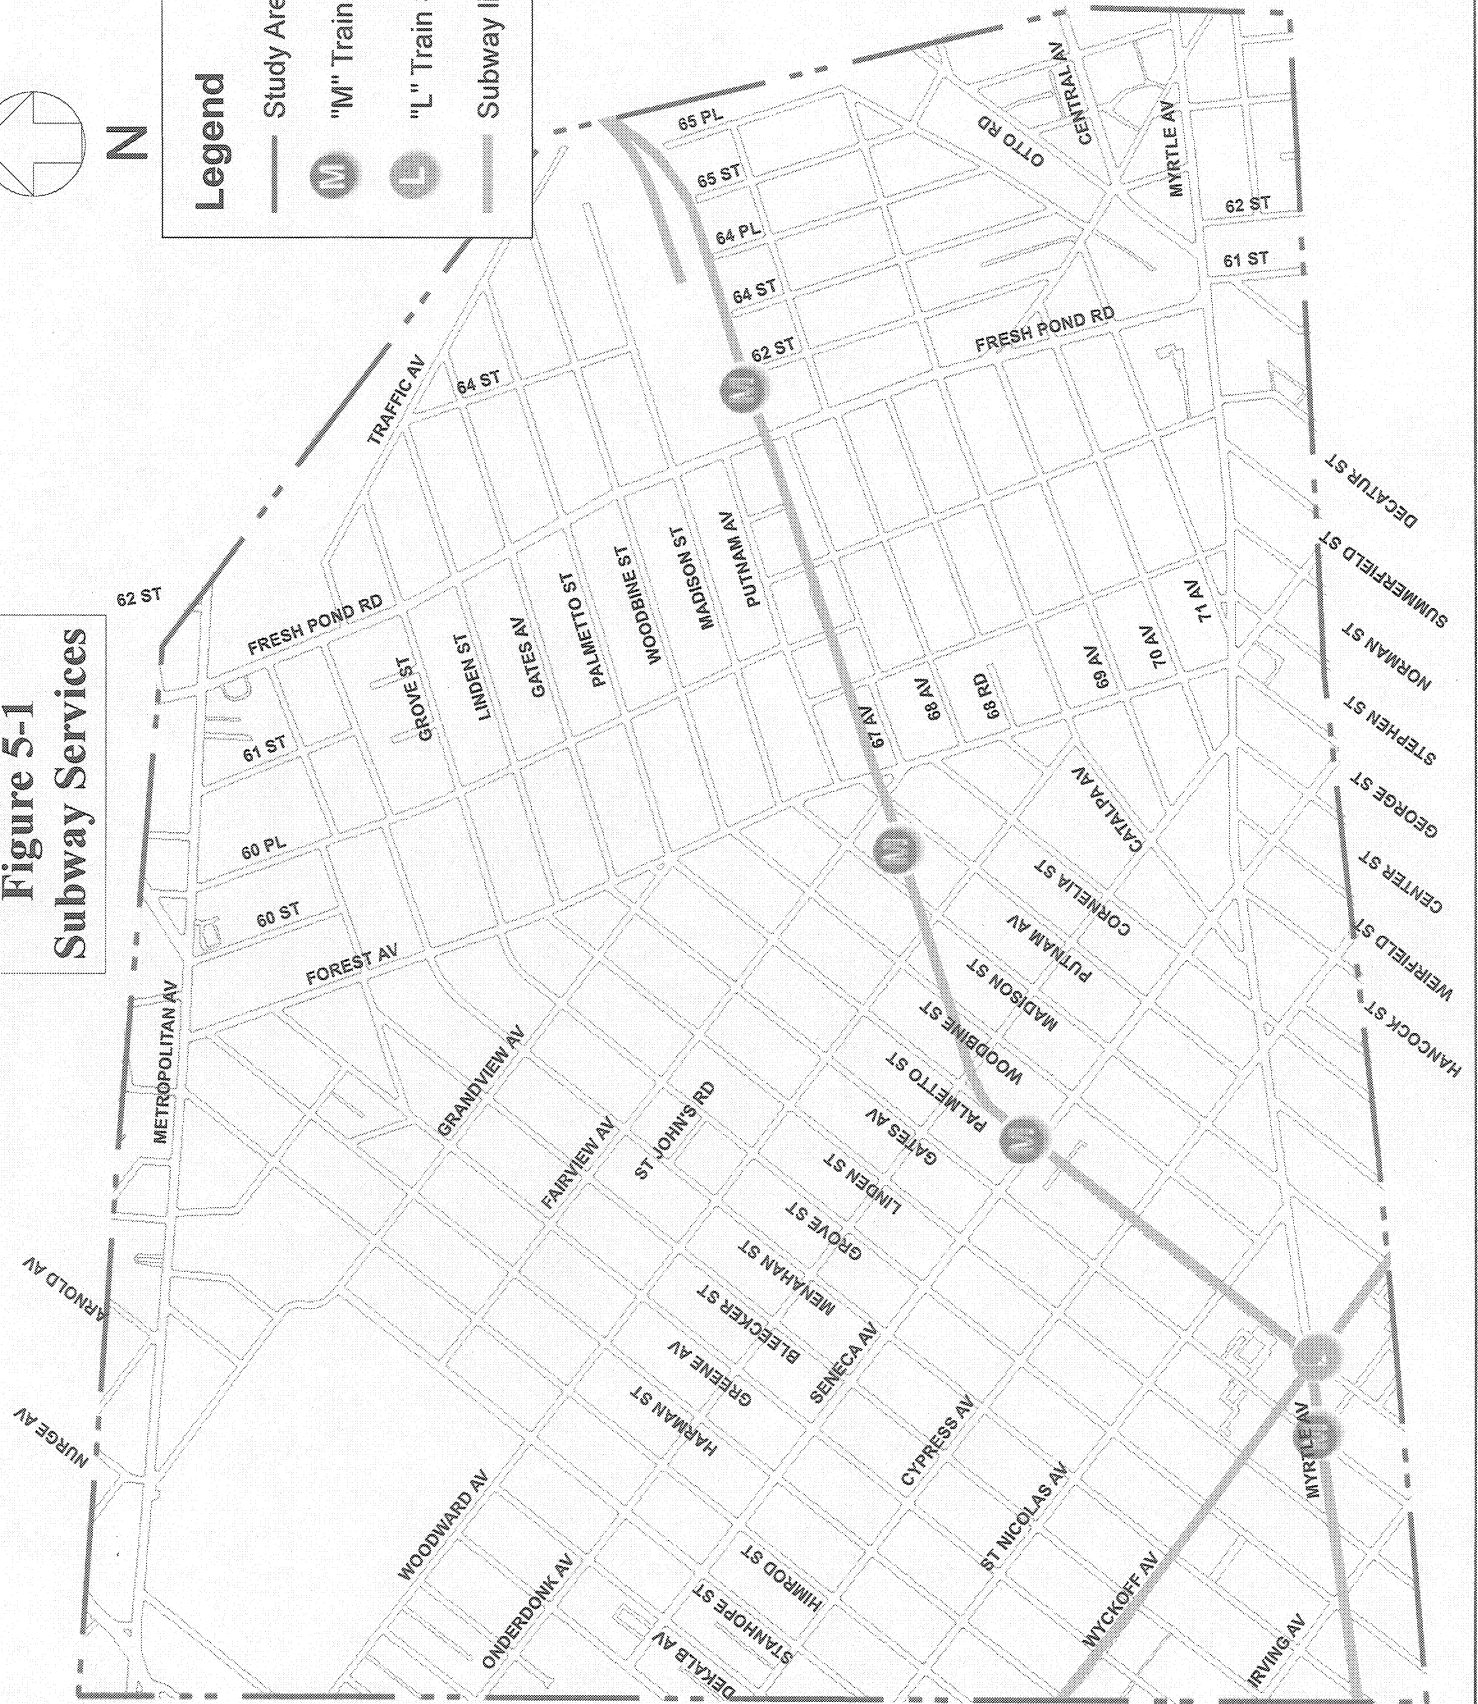 Figure 5-1
Subway Services
N
Legend
Study Are
"M" Train
"L" Train
Subway li
M
L
65 PL
65 ST
64 PL
64 ST
62 ST
OTTO RD
CENTRAL AV
MYRTLE AV
62 ST
61 ST
FRESH POND RD
TRAFFIC AV
64 ST
M
62 ST
FRESH POND RD
61 ST
60 PL
60 ST
FOREST AV
METROPOLITAN AV
GROVE ST
LINDEN ST
GATES AV
PALMETTO ST
WOODBINE ST
MADISON ST
PUTNAM AV
67 AV
68 AV
68 RD
69 AV
70 AV
71 AV
CATALPA AV
CORNELIA ST
PUTNAM AV
MADISON ST
WOODBINE ST
PALMETTO ST
GATES AV
LINDEN ST
GROVE ST
MENAHAN ST
BLEECKER ST
GREENE AV
HARMAN ST
HIMROD ST
STANHOPE ST
DEKALB AV
M
M
L
MYRTLE AV
GRANDVIEW AV
FAIRVIEW AV
ST JOHN'S RD
SENECA AV
CYPRESS AV
ST NICOLAS AV
WYCKOFF AV
IRVING AV
WOODWARD AV
ONDERDONK AV
ARNOLD AV
NURGE AV
DECATUR ST
SUMMERFIELD ST
NORMAN ST
STEPHEN ST
GEORGE ST
CENTER ST
WEIRFIELD ST
HANCOCK ST